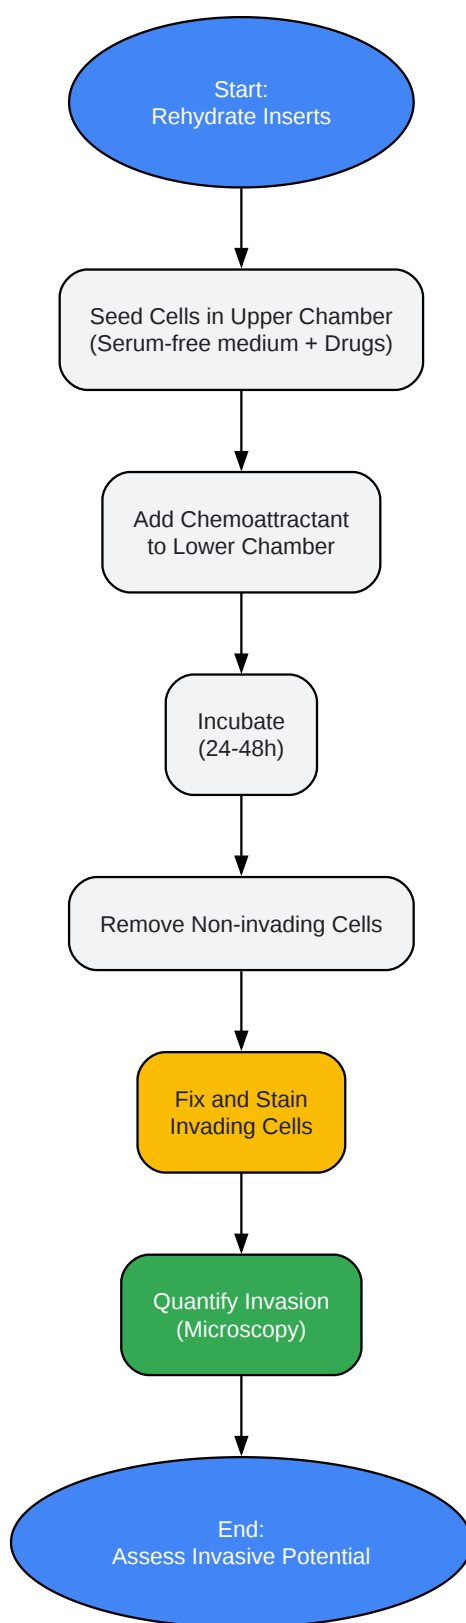 Start:
Rehydrate Inserts
Seed Cells in Upper Chamber
(Serum-free medium + Drugs)
Add Chemoattractant
to Lower Chamber
Incubate
(24-48h)
Remove Non-invading Cells
Fix and Stain
Invading Cells
Quantify Invasion
(Microscopy)
End:
Assess Invasive Potential